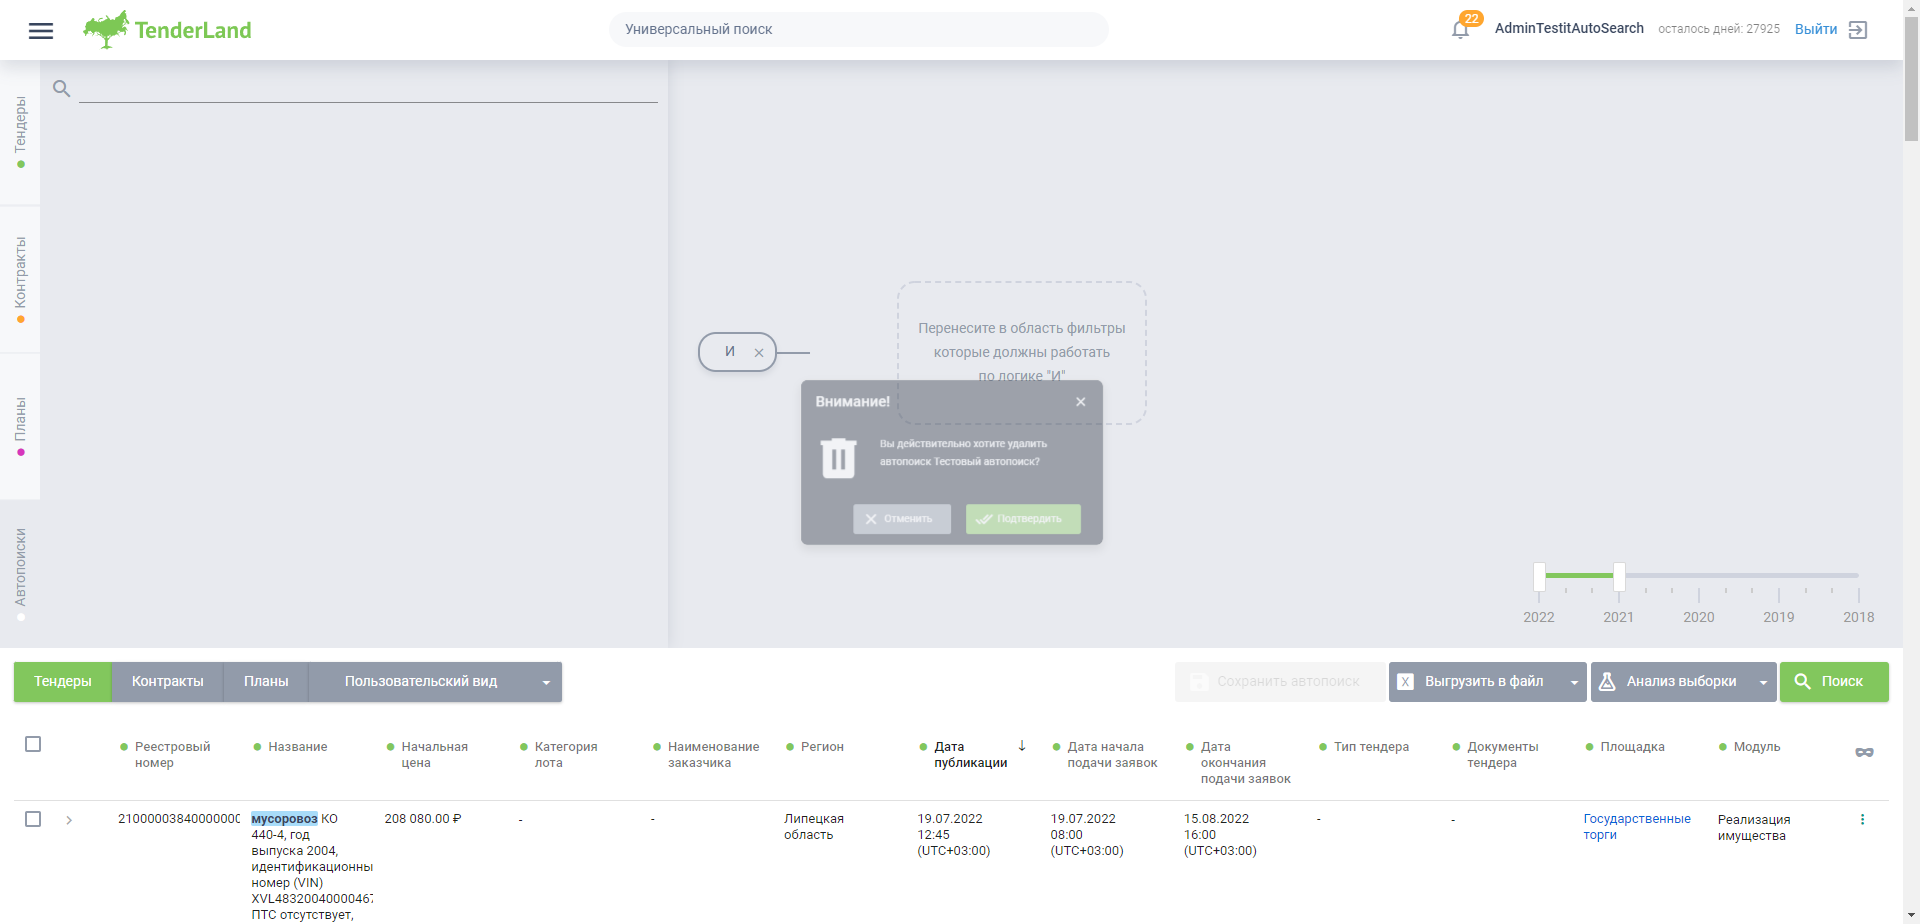 TenderLand
Универсальный поиск
22
AdminTestitAutoSearch
осталось дней: 27925
Выйти
Тендеры
Контракты
Планы
Автопоиски
И
Перенесите в область фильтры
которые должны работать
по логике "И"
Внимание!
Вы действительно хотите удалить
автопоиск Тестовый автопоиск?
Отменить
Подтвердить
2022 2021 2020 2019 2018
Тендеры Контракты Планы Пользовательский вид
Сохранить автопоиск
X Выгрузить в файл
Анализ выборки
Поиск
Реестровый
номер
Название
Начальная
цена
Категория
лота
Наименование
заказчика
Регион
Дата
публикации
Дата начала
подачи заявок
Дата
окончания
подачи заявок
Тип тендера
Документы
тендера
Площадка
Модуль
2100000384000000
мусоровоз КО
440-4, год
выпуска 2004,
идентификационны
номер (VIN)
XVL4832004000046
ПТС отсутствует,
208 080.00 ₽
-
-
Липецкая
область
19.07.2022
12:45
(UTC+03:00)
19.07.2022
08:00
(UTC+03:00)
15.08.2022
16:00
(UTC+03:00)
-
-
Государственные
торги
Реализация
имущества